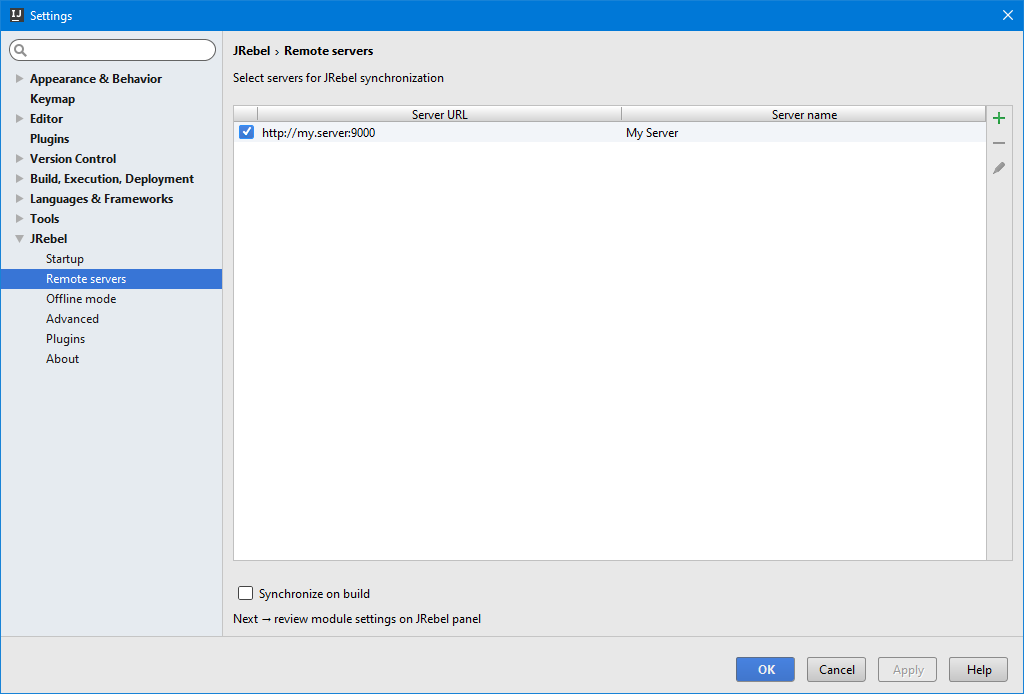 Settings
JRebel › Remote servers
Select servers for JRebel synchronization
Appearance & Behavior
Keymap
Editor
Plugins
Version Control
Build, Execution, Deployment
Languages & Frameworks
Tools
JRebel
Startup
Remote servers
Offline mode
Advanced
Plugins
About
Server URL Server name
http://my.server:9000 My Server
Synchronize on build
Next → review module settings on JRebel panel
OK Cancel Apply Help